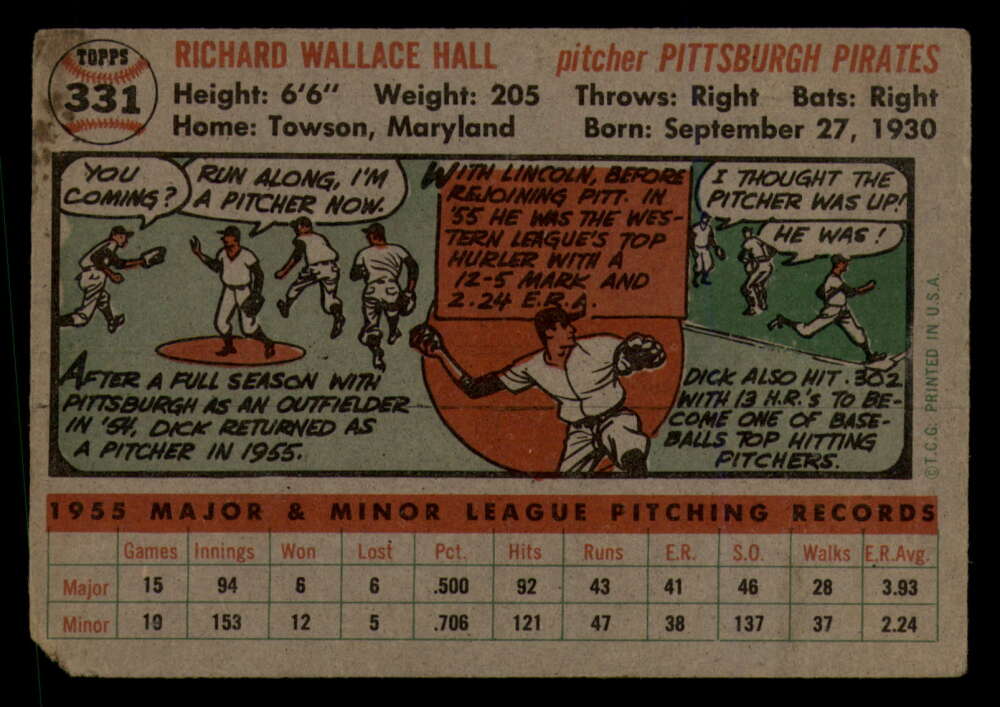 TOPPS
331
RICHARD WALLACE HALL pitcher PITTSBURGH PIRATES
Height: 6'6" Weight: 205 Throws: Right Bats: Right
Home: Towson, Maryland Born: September 27, 1930
YOU
COMING?
RUN ALONG, I'M
A PITCHER NOW.
AFTER A FULL SEASON WITH
PITTSBURGH AS AN OUTFIELDER
IN '54, DICK RETURNED AS
A PITCHER IN 1955.
WITH LINCOLN, BEFORE
REJOINING PITT. IN
'55 HE WAS THE WES-
TERN LEAGUE'S TOP
HURLER WITH A
12-5 MARK AND
2.24 E.R.A.
I THOUGHT THE
PITCHER WAS UP!
HE WAS!
DICK ALSO HIT .302
WITH 13 H.R.'S TO BE-
COME ONE OF BASE-
BALLS TOP HITTING
PITCHERS.
©T.C.G. PRINTED IN U.S.A.
1955 MAJOR & MINOR LEAGUE PITCHING RECORDS
Games Innings Won Lost Pct. Hits Runs E.R. S.O. Walks E.R.Avg.
Major 15 94 6 6 .500 92 43 41 46 28 3.93
Minor 19 153 12 5 .706 121 47 38 137 37 2.24